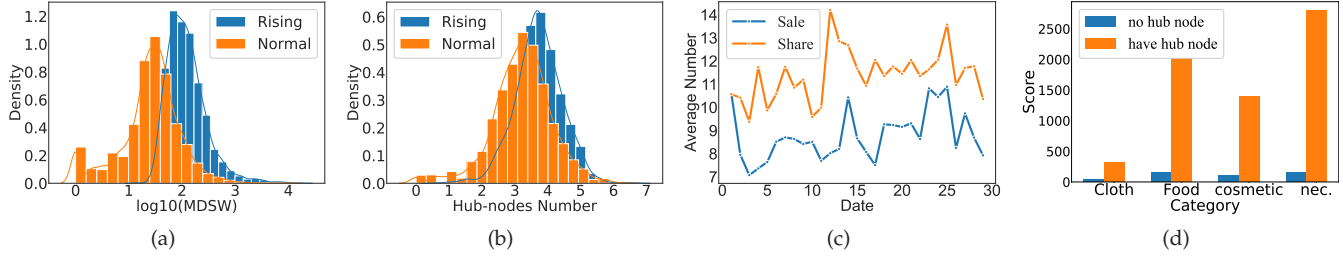 Density
1.2
1.0
0.8
0.6
0.4
0.2
0.0
Rising
Normal
0 1 2 3 4
log10(MDSW)
(a)
Density
0.6
0.5
0.4
0.3
0.2
0.1
0.0
Rising
Normal
0 1 2 3 4 5 6 7
Hub-nodes Number
(b)
Average Number
14
13
12
11
10
9
8
7
Sale
Share
0 5 10 15 20 25 30
Date
(c)
Score
2500
2000
1500
1000
500
0
no hub node
have hub node
Cloth Food cosmetic nec.
Category
(d)